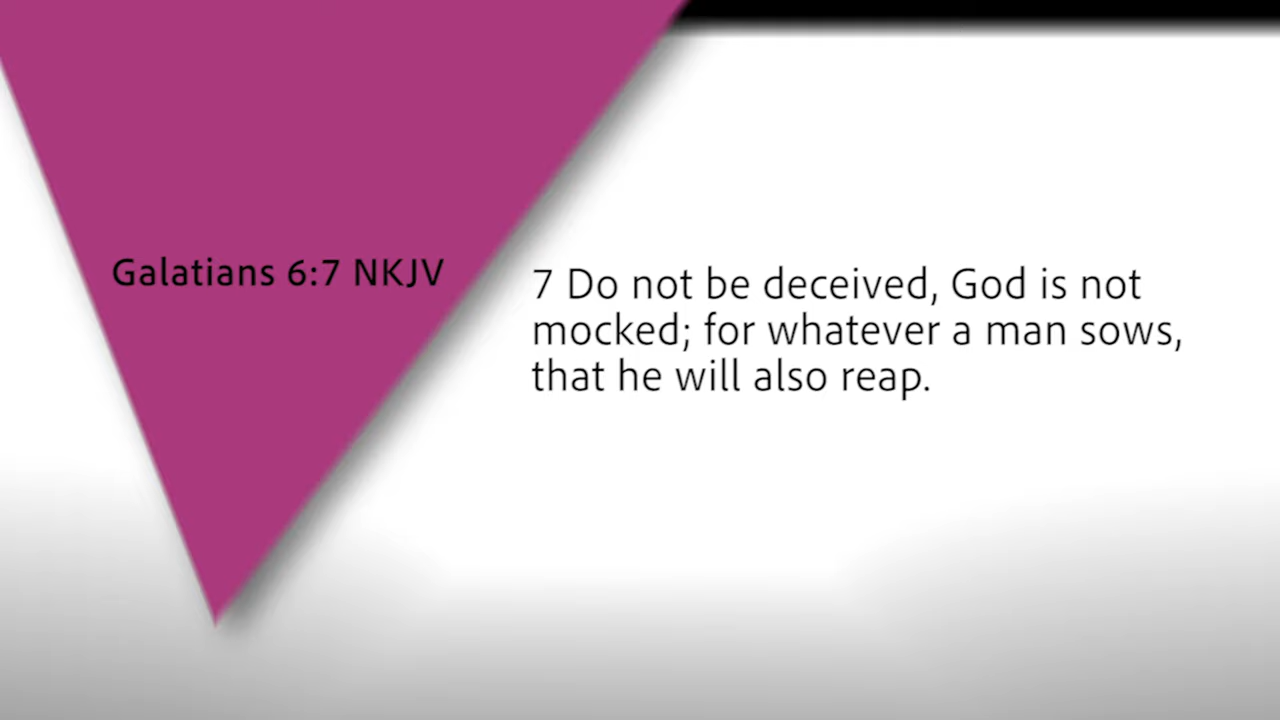 Galatians 6:7 NKJV
7 Do not be deceived, God is not
mocked; for whatever a man sows,
that he will also reap.